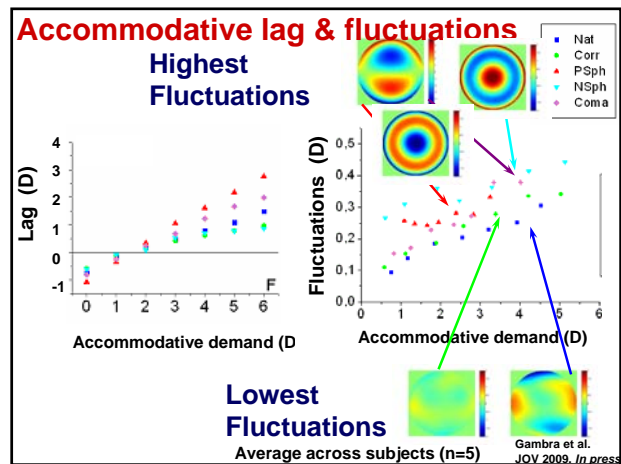 Accommodative lag & fluctuations
Nat
Corr
PSph
NSph
Coma
Highest
Fluctuations
Lag (D)
4
3
2
1
0
-1
0 1 2 3 4 5 6
F
Accommodative demand (D
Fluctuations (D)
0,5
0,4
0,3
0.2
0.1
0.0
0 1 2 3 4 5 6
Accommodative demand (D)
Lowest
Fluctuations
Average across subjects (n=5)
Gambra et al.
JOV 2009. In press